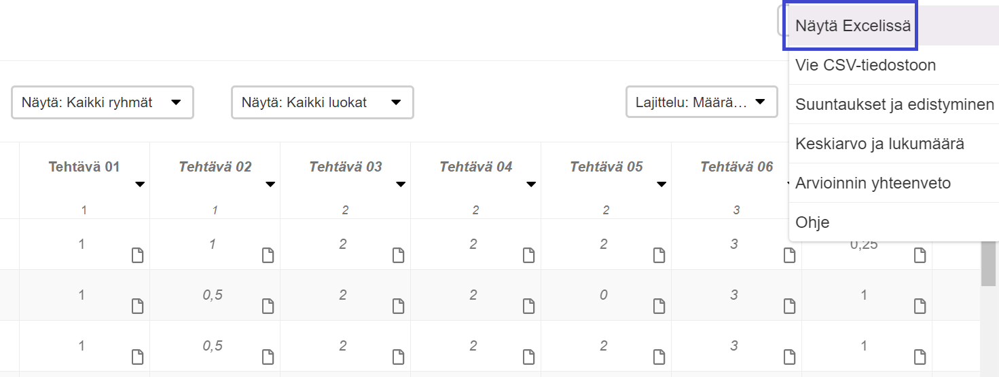 Näytä Excelissä
Vie CSV-tiedostoon
Suuntaukset ja edistyminen
Keskiarvo ja lukumäärä
Arvioinnin yhteenveto
Ohje
Näytä: Kaikki ryhmät Näytä: Kaikki luokat Lajittelu: Määrä...
Tehtävä 01 Tehtävä 02 Tehtävä 03 Tehtävä 04 Tehtävä 05 Tehtävä 06
1 1 2 2 2 3
1 1 2 2 2 3 0,25
1 0,5 2 2 0 3 1
1 0,5 2 2 2 3 1